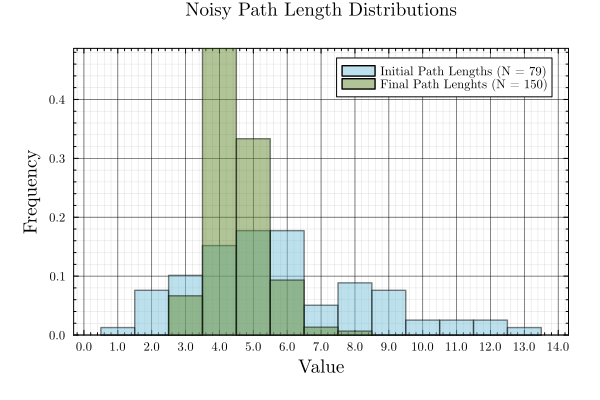 Noisy Path Length Distributions
Initial Path Lengths (N = 79)
Final Path Lenghts (N = 150)
Frequency
0.4
0.3
0.2
0.1
0.0
0.0 1.0 2.0 3.0 4.0 5.0 6.0 7.0 8.0 9.0 10.0 11.0 12.0 13.0 14.0
Value